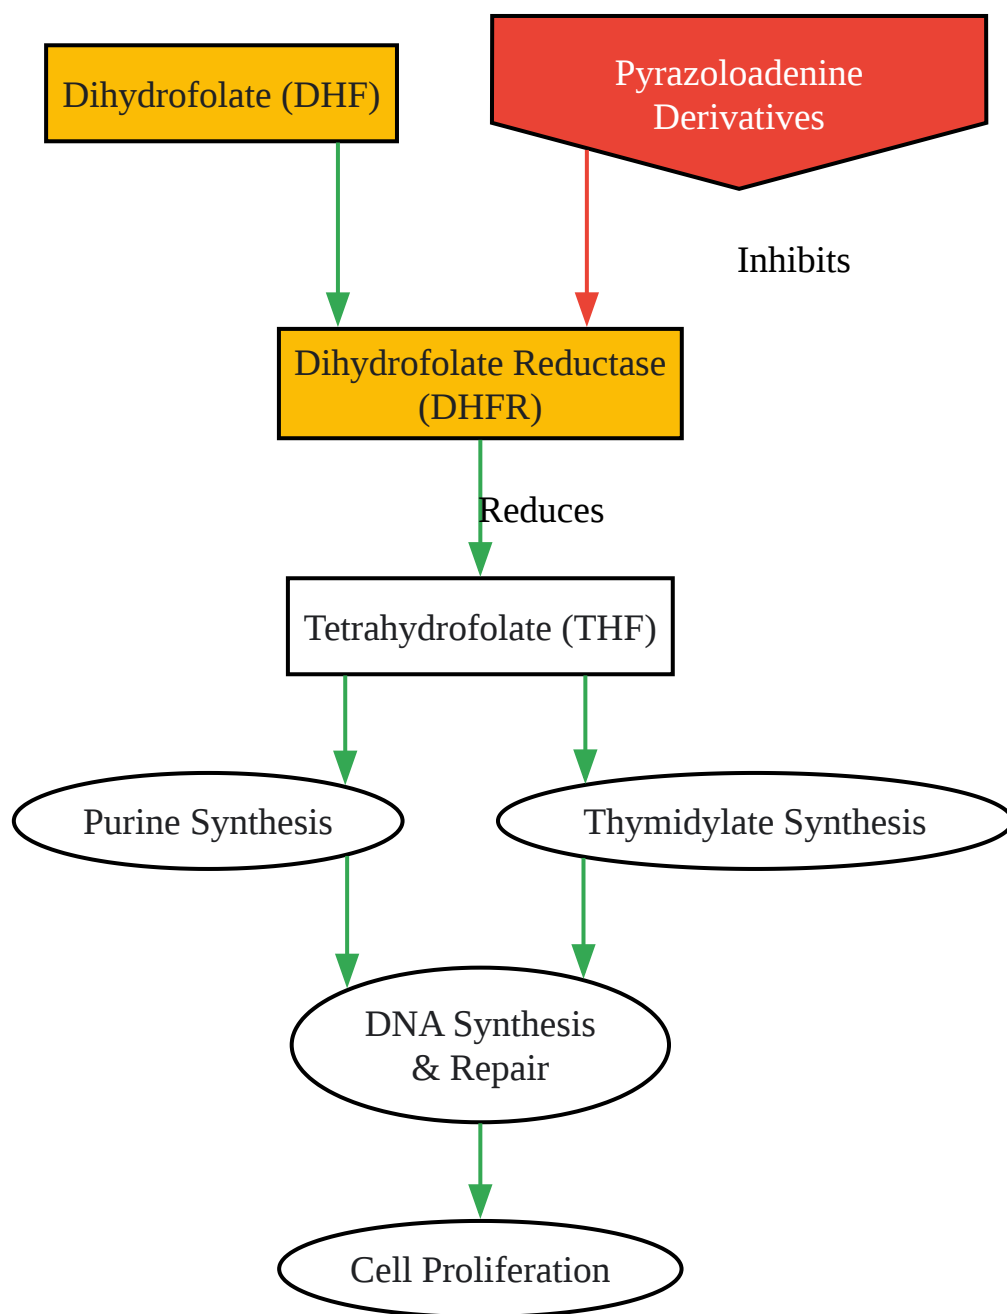 Dihydrofolate (DHF)
Pyrazoloadenine
Derivatives
Inhibits
Dihydrofolate Reductase
(DHFR)
Reduces
Tetrahydrofolate (THF)
Purine Synthesis
Thymidylate Synthesis
DNA Synthesis
& Repair
Cell Proliferation